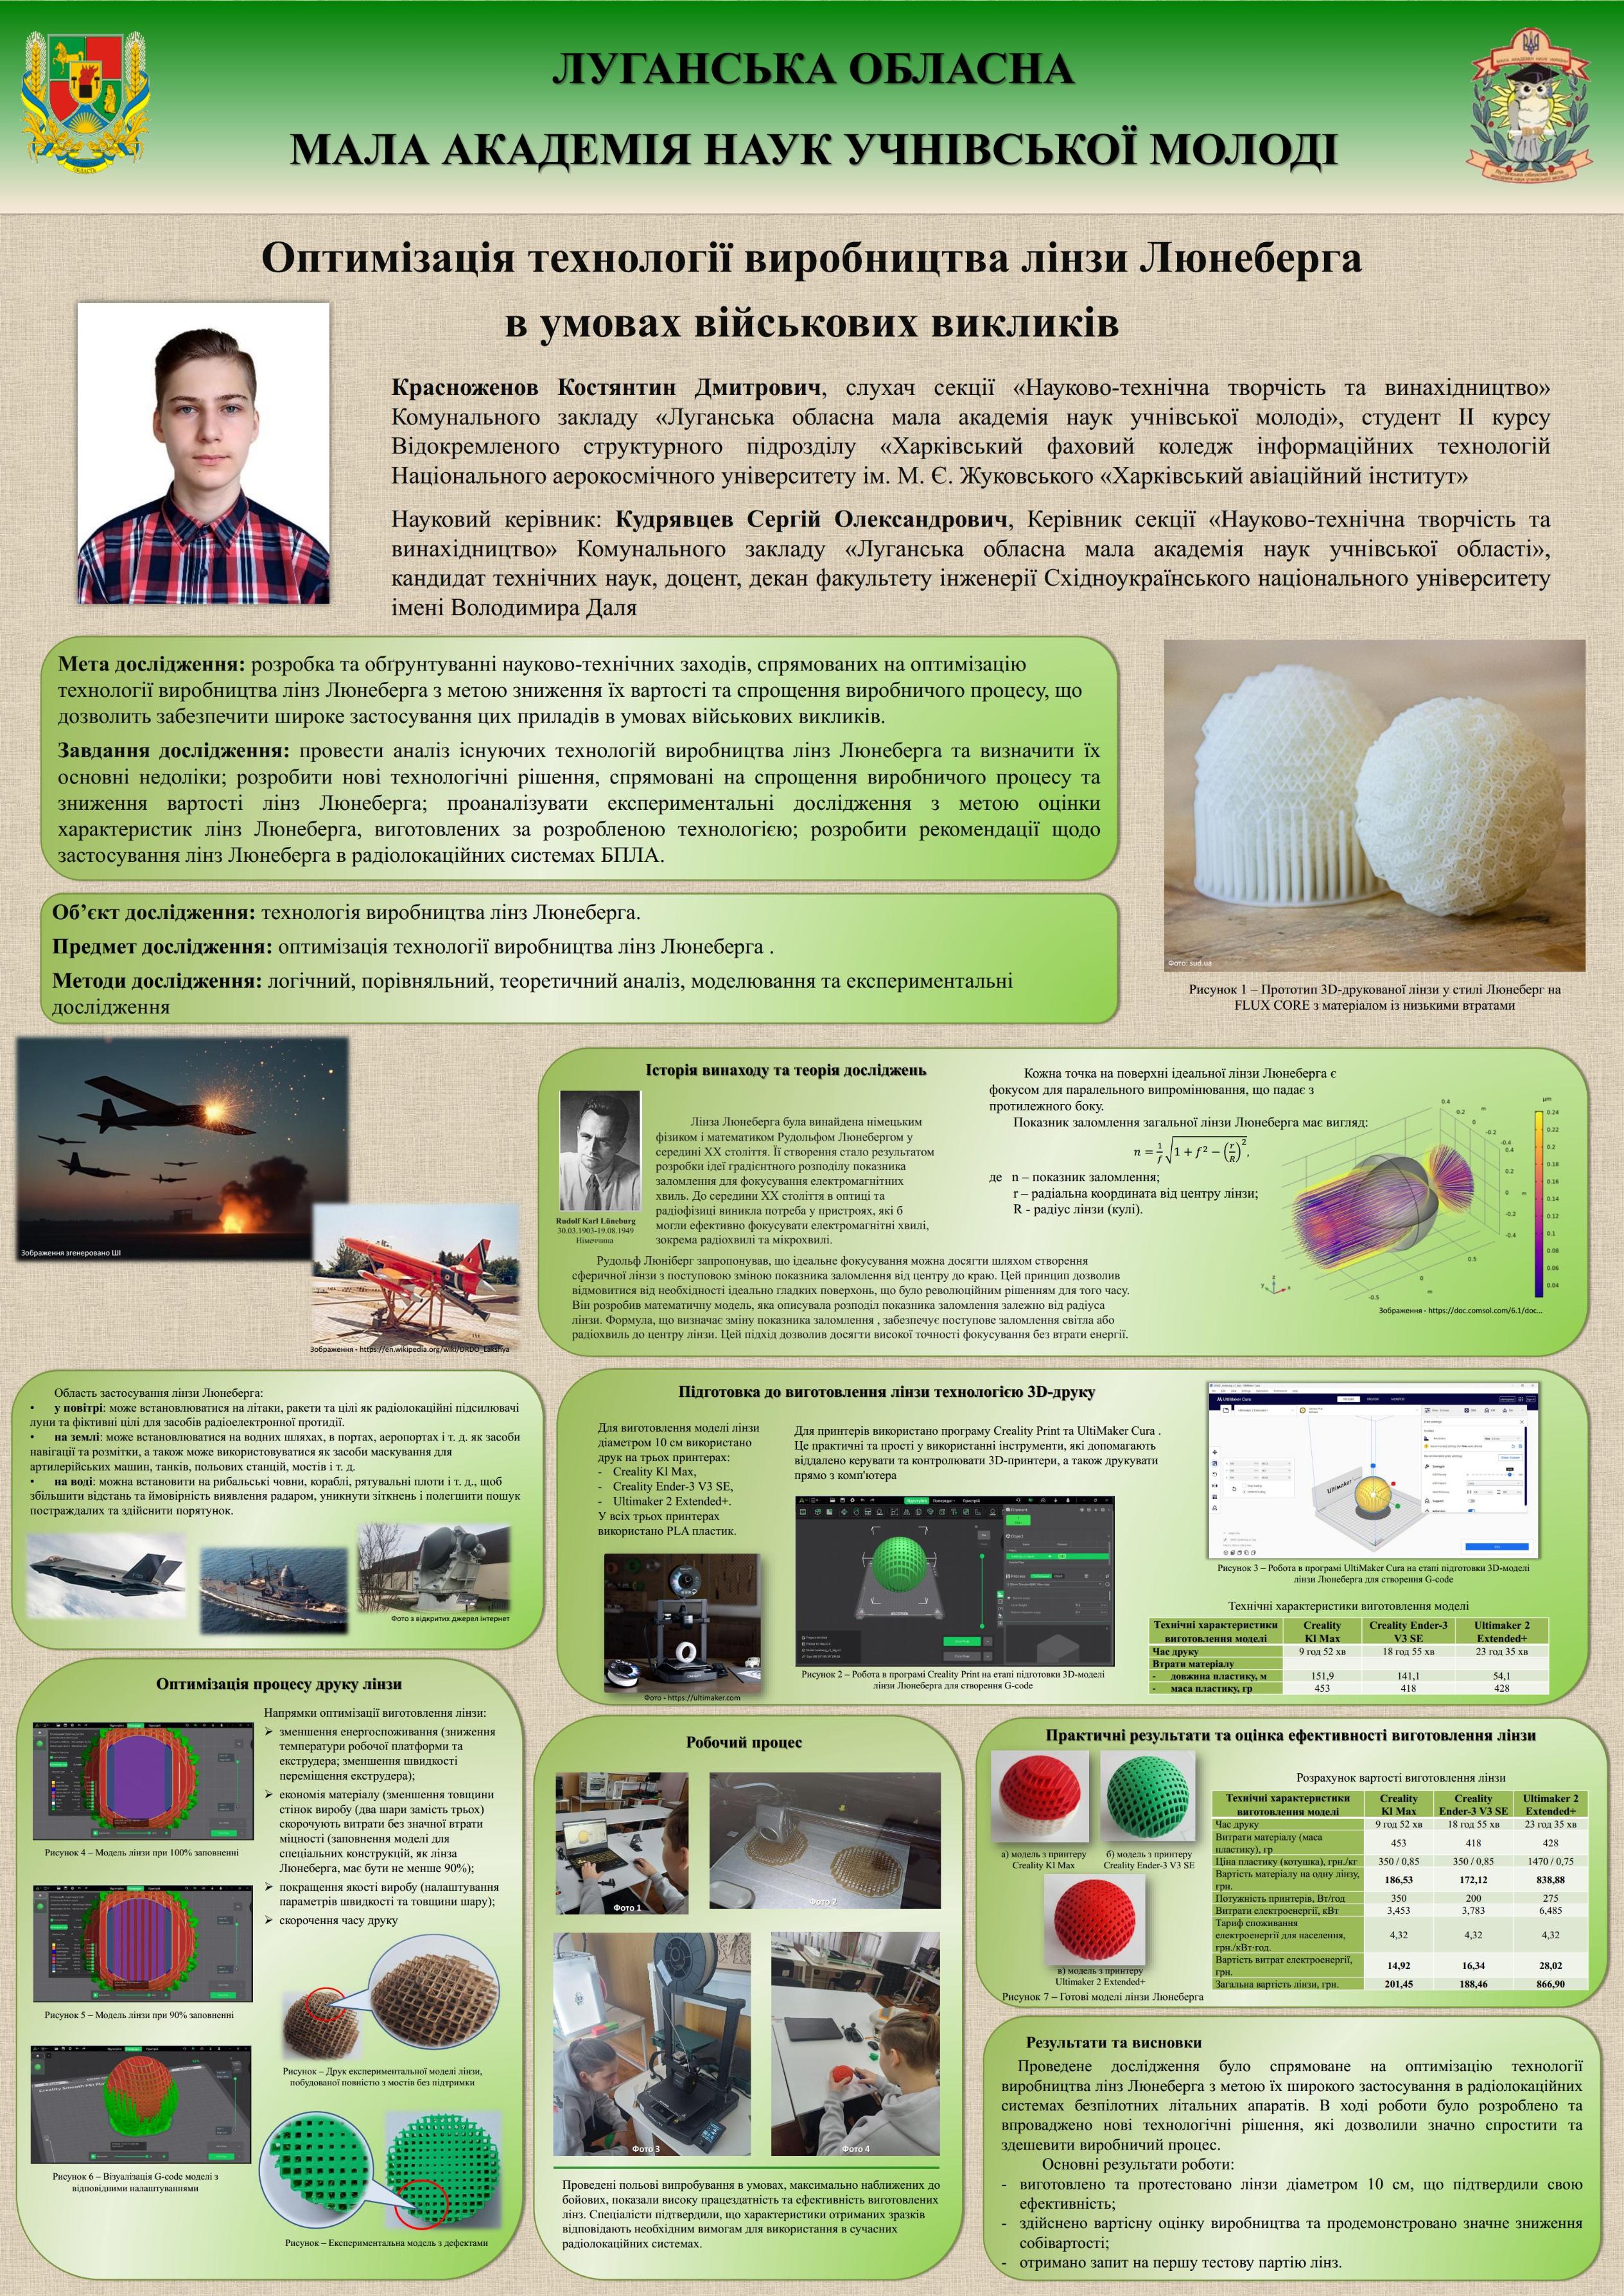 ЛУГАНСЬКА ОБЛАСНА
МАЛА АКАДЕМІЯ НАУК УЧНІВСЬКОЇ МОЛОДІ
Оптимізація технології виробництва лінзи Люнеберга
в умовах військових викликів
Красноженов Костянтин Дмитрович, слухач секції «Науково-технічна творчість та винахідництво»
Комунального закладу «Луганська обласна мала академія наук учнівської молоді», студент ІІ курсу
Відокремленого структурного підрозділу «Харківський фаховий коледж інформаційних технологій
Національного аерокосмічного університету ім. М. Є. Жуковського «Харківський авіаційний інститут»
Науковий керівник: Кудрявцев Сергій Олександрович, Керівник секції «Науково-технічна творчість та
винахідництво» Комунального закладу «Луганська обласна мала академія наук учнівської області»,
кандидат технічних наук, доцент, декан факультету інженерії Східноукраїнського національного університету
імені Володимира Даля
Мета дослідження: розробка та обґрунтуванні науково-технічних заходів, спрямованих на оптимізацію
технології виробництва лінз Люнеберга з метою зниження їх вартості та спрощення виробничого процесу, що
дозволить забезпечити широке застосування цих приладів в умовах військових викликів.
Завдання дослідження: провести аналіз існуючих технологій виробництва лінз Люнеберга та визначити їх
основні недоліки; розробити нові технологічні рішення, спрямовані на спрощення виробничого процесу та
зниження вартості лінз Люнеберга; проаналізувати експериментальні дослідження з метою оцінки
характеристик лінз Люнеберга, виготовлених за розробленою технологією; розробити рекомендації щодо
застосування лінз Люнеберга в радіолокаційних системах БПЛА.
Об’єкт дослідження: технологія виробництва лінз Люнеберга.
Предмет дослідження: оптимізація технології виробництва лінз Люнеберга .
Методи дослідження: логічний, порівняльний, теоретичний аналіз, моделювання та експериментальні
дослідження
Фото: sud.ua
Рисунок 1 – Прототип 3D-друкованої лінзи у стилі Люнеберг на
FLUX CORE з матеріалом із низькими втратами
Зображення згенеровано ШІ
Зображення - https://en.wikipedia.org/wiki/DRDO_Lakshya
Історія винаходу та теорія досліджень
Rudolf Karl Lüneburg
30.03.1903-19.08.1949
Німеччина
Лінза Люнеберга була винайдена німецьким
фізиком і математиком Рудольфом Люнебергом у
середині XX століття. Її створення стало результатом
розробки ідеї градієнтного розподілу показника
заломлення для фокусування електромагнітних
хвиль. До середини XX століття в оптиці та
радіофізиці виникла потреба у пристроях, які б
могли ефективно фокусувати електромагнітні хвилі,
зокрема радіохвилі та мікрохвилі.
Рудольф Люніберг запропонував, що ідеальне фокусування можна досягти шляхом створення
сферичної лінзи з поступовою зміною показника заломлення від центру до краю. Цей принцип дозволив
відмовитися від необхідності ідеально гладких поверхонь, що було революційним рішенням для того часу.
Він розробив математичну модель, яка описувала розподіл показника заломлення залежно від радіуса
лінзи. Формула, що визначає зміну показника заломлення , забезпечує поступове заломлення світла або
радіохвиль до центру лінзи. Цей підхід дозволив досягти високої точності фокусування без втрати енергії.
Кожна точка на поверхні ідеальної лінзи Люнеберга є
фокусом для паралельного випромінювання, що падає з
протилежного боку.
Показник заломлення загальної лінзи Люнеберга має вигляд:
n = 1/f √(1 + f² − (r/R)²),
де n – показник заломлення;
r – радіальна координата від центру лінзи;
R - радіус лінзи (кулі).
µm
0.24
0.22
0.2
0.18
0.16
0.14
0.12
0.1
0.08
0.06
0.04
0.4
0.2
m
0
-0.2
-0.4
0.4
0.2
0
m
-0.2
-0.4
0.5
0
m
-0.5
Зображення - https://doc.comsol.com/6.1/doc...
Область застосування лінзи Люнеберга:
• у повітрі: може встановлюватися на літаки, ракети та цілі як радіолокаційні підсилювачі
луни та фіктивні цілі для засобів радіоелектронної протидії.
• на землі: може встановлюватися на водних шляхах, в портах, аеропортах і т. д. як засоби
навігації та розмітки, а також може використовуватися як засоби маскування для
артилерійських машин, танків, польових станцій, мостів і т. д.
• на воді: можна встановити на рибальські човни, кораблі, рятувальні плоти і т. д., щоб
збільшити відстань та ймовірність виявлення радаром, уникнути зіткнень і полегшити пошук
постраждалих та здійснити порятунок.
Фото з відкритих джерел інтернет
Підготовка до виготовлення лінзи технологією 3D-друку
Для виготовлення моделі лінзи
діаметром 10 см використано
друк на трьох принтерах:
- Creality Kl Max,
- Creality Ender-3 V3 SE,
- Ultimaker 2 Extended+.
У всіх трьох принтерах
використано PLA пластик.
Фото - https://ultimaker.com
Для принтерів використано програму Creality Print та UltiMaker Cura .
Це практичні та прості у використанні інструменти, які допомагають
віддалено керувати та контролювати 3D-принтери, а також друкувати
прямо з комп'ютера
Рисунок 2 – Робота в програмі Creality Print на етапі підготовки 3D-моделі
лінзи Люнеберга для створення G-code
Рисунок 3 – Робота в програмі UltiMaker Cura на етапі підготовки 3D-моделі
лінзи Люнеберга для створення G-code
Технічні характеристики виготовлення моделі
Технічні характеристики виготовлення моделі | Creality Kl Max | Creality Ender-3 V3 SE | Ultimaker 2 Extended+
Час друку | 9 год 52 хв | 18 год 55 хв | 23 год 35 хв
Втрати матеріалу
- довжина пластику, м | 151,9 | 141,1 | 54,1
- маса пластику, гр | 453 | 418 | 428
Оптимізація процесу друку лінзи
Рисунок 4 – Модель лінзи при 100% заповненні
Рисунок 5 – Модель лінзи при 90% заповненні
Рисунок 6 – Візуалізація G-code моделі з
відповідними налаштуваннями
Напрямки оптимізації виготовлення лінзи:
➢ зменшення енергоспоживання (зниження
температури робочої платформи та
екструдера; зменшення швидкості
переміщення екструдера);
➢ економія матеріалу (зменшення товщини
стінок виробу (два шари замість трьох)
скорочують витрати без значної втрати
міцності (заповнення моделі для
спеціальних конструкцій, як лінза
Люнеберга, має бути не менше 90%);
➢ покращення якості виробу (налаштування
параметрів швидкості та товщини шару);
➢ скорочення часу друку
Рисунок – Друк експериментальної моделі лінзи,
побудованої повністю з мостів без підтримки
Рисунок – Експериментальна модель з дефектами
Робочий процес
Фото 1
Фото 2
Фото 3
Фото 4
Проведені польові випробування в умовах, максимально наближених до
бойових, показали високу працездатність та ефективність виготовлених
лінз. Спеціалісти підтвердили, що характеристики отриманих зразків
відповідають необхідним вимогам для використання в сучасних
радіолокаційних системах.
Практичні результати та оцінка ефективності виготовлення лінзи
а) модель з принтеру
Creality Kl Max
б) модель з принтеру
Creality Ender-3 V3 SE
в) модель з принтеру
Ultimaker 2 Extended+
Рисунок 7 – Готові моделі лінзи Люнеберга
Розрахунок вартості виготовлення лінзи
Технічні характеристики виготовлення моделі | Creality Kl Max | Creality Ender-3 V3 SE | Ultimaker 2 Extended+
Час друку | 9 год 52 хв | 18 год 55 хв | 23 год 35 хв
Витрати матеріалу (маса пластику), гр | 453 | 418 | 428
Ціна пластику (котушка), грн./кг | 350 / 0,85 | 350 / 0,85 | 1470 / 0,75
Вартість матеріалу на одну лінзу, грн. | 186,53 | 172,12 | 838,88
Потужність принтерів, Вт/год | 350 | 200 | 275
Витрати електроенергії, кВт | 3,453 | 3,783 | 6,485
Тариф споживання електроенергії для населення, грн./кВт·год. | 4,32 | 4,32 | 4,32
Вартість витрат електроенергії, грн. | 14,92 | 16,34 | 28,02
Загальна вартість лінзи, грн. | 201,45 | 188,46 | 866,90
Результати та висновки
Проведене дослідження було спрямоване на оптимізацію технології
виробництва лінз Люнеберга з метою їх широкого застосування в радіолокаційних
системах безпілотних літальних апаратів. В ході роботи було розроблено та
впроваджено нові технологічні рішення, які дозволили значно спростити та
здешевити виробничий процес.
Основні результати роботи:
- виготовлено та протестовано лінзи діаметром 10 см, що підтвердили свою
ефективність;
- здійснено вартісну оцінку виробництва та продемонстровано значне зниження
собівартості;
- отримано запит на першу тестову партію лінз.